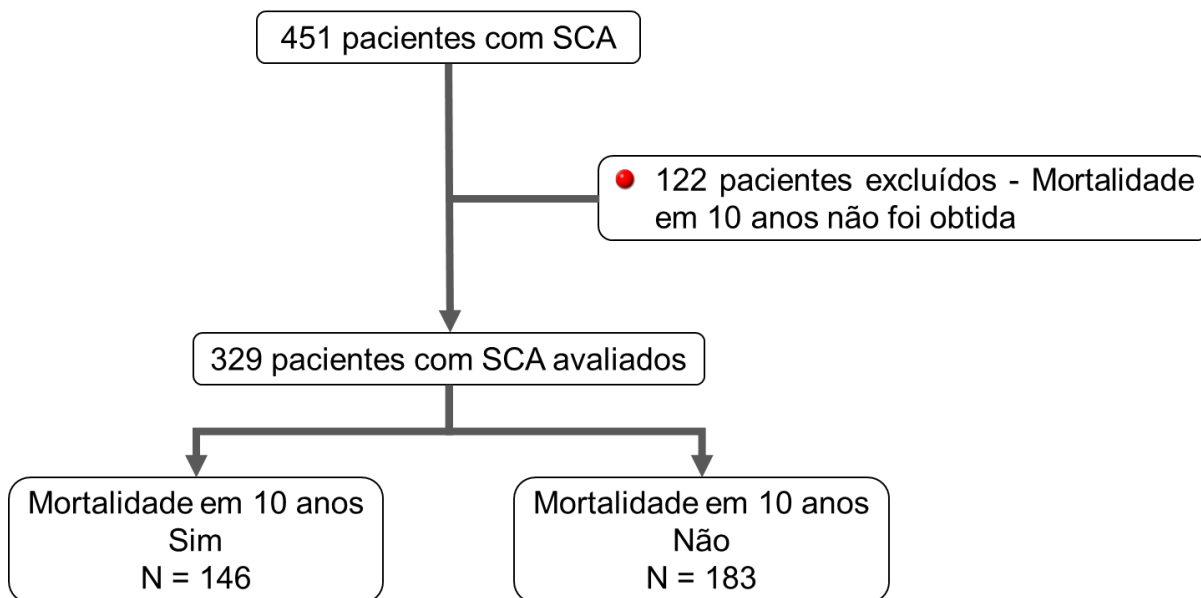 451 pacientes com SCA
122 pacientes excluídos - Mortalidade
em 10 anos não foi obtida
329 pacientes com SCA avaliados
Mortalidade em 10 anos
Sim
N = 146
Mortalidade em 10 anos
Não
N = 183